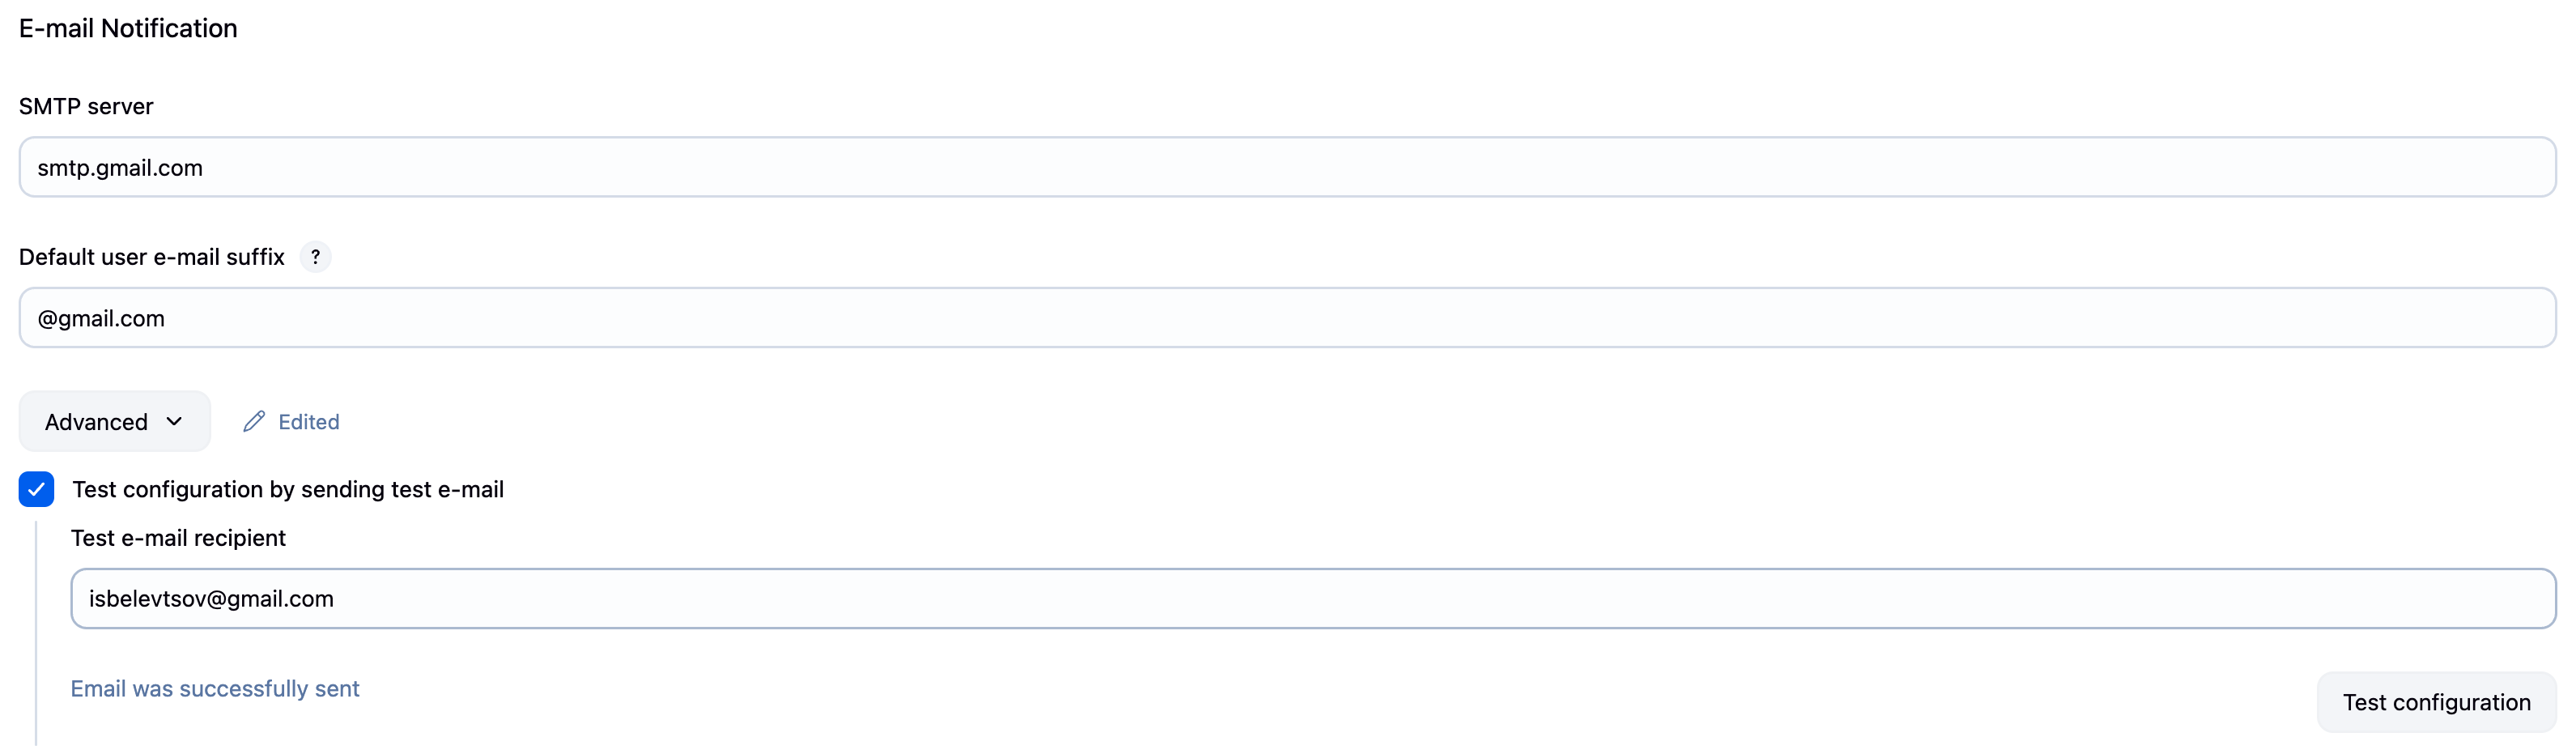 E-mail Notification
SMTP server
smtp.gmail.com
Default user e-mail suffix ?
@gmail.com
Advanced Edited
Test configuration by sending test e-mail
Test e-mail recipient
isbelevtsov@gmail.com
Email was successfully sent
Test configuration